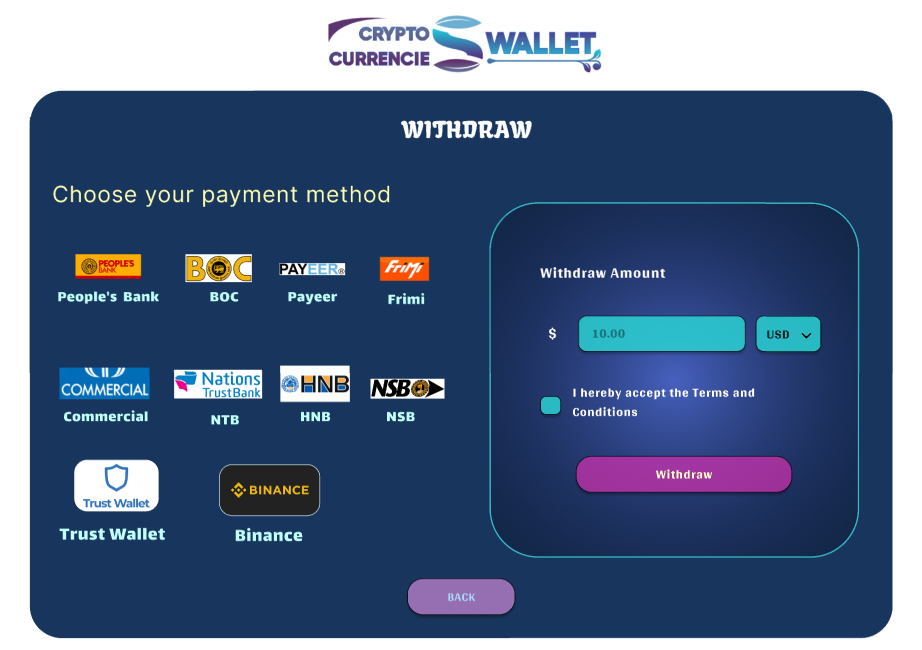 CRYPTO
CURRENCIE
S WALLET
WITHDRAW
Choose your payment method
PEOPLE'S
BANK
BOC
PAYEER®
FriMi
People's Bank
BOC
Payeer
Frimi
COMMERCIAL
Nations
TrustBank
HNB
NSB
Commercial
NTB
HNB
NSB
Trust Wallet
BINANCE
Trust Wallet
Binance
Withdraw Amount
$
10.00
USD
I hereby accept the Terms and
Conditions
Withdraw
BACK